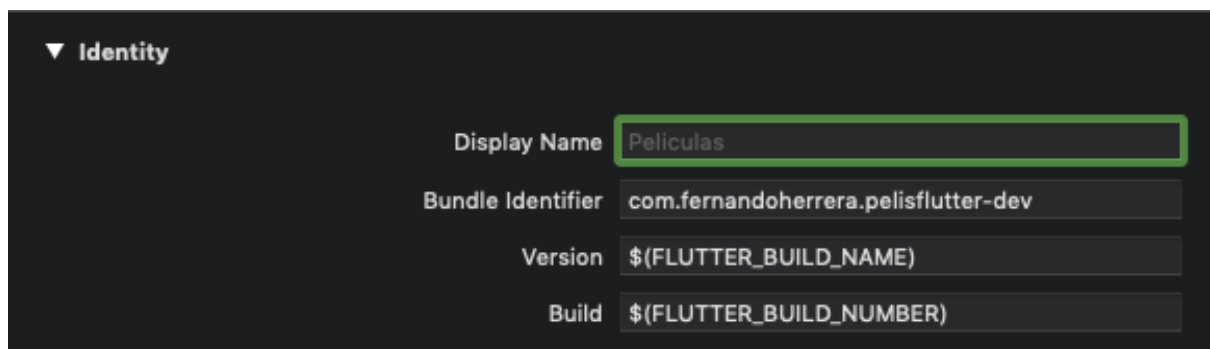 Identity
Display Name Peliculas
Bundle Identifier com.fernandoherrera.pelisflutter-dev
Version $(FLUTTER_BUILD_NAME)
Build $(FLUTTER_BUILD_NUMBER)